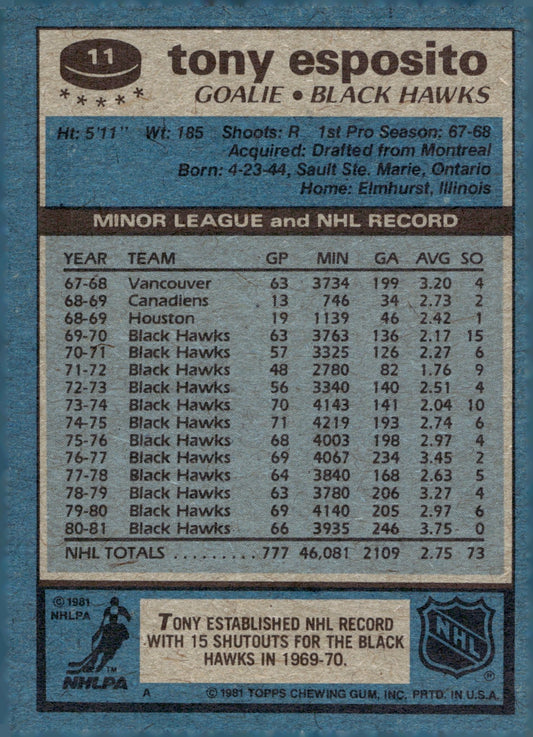 11
tony esposito
GOALIE • BLACK HAWKS
Ht: 5'11" Wt: 185 Shoots: R 1st Pro Season: 67-68
Acquired: Drafted from Montreal
Born: 4-23-44, Sault Ste. Marie, Ontario
Home: Elmhurst, Illinois
MINOR LEAGUE and NHL RECORD
YEAR TEAM GP MIN GA AVG SO
67-68 Vancouver 63 3734 199 3.20 4
68-69 Canadiens 13 746 34 2.73 2
68-69 Houston 19 1139 46 2.42 1
69-70 Black Hawks 63 3763 136 2.17 15
70-71 Black Hawks 57 3325 126 2.27 6
71-72 Black Hawks 48 2780 82 1.76 9
72-73 Black Hawks 56 3340 140 2.51 4
73-74 Black Hawks 70 4143 141 2.04 10
74-75 Black Hawks 71 4219 193 2.74 6
75-76 Black Hawks 68 4003 198 2.97 4
76-77 Black Hawks 69 4067 234 3.45 2
77-78 Black Hawks 64 3840 168 2.63 5
78-79 Black Hawks 63 3780 206 3.27 4
79-80 Black Hawks 69 4140 205 2.97 6
80-81 Black Hawks 66 3935 246 3.75 0
NHL TOTALS ......... 777 46,081 2109 2.75 73
© 1981
NHLPA
TM
NHLPA
TONY ESTABLISHED NHL RECORD
WITH 15 SHUTOUTS FOR THE BLACK
HAWKS IN 1969-70.
NHL
®
A © 1981 TOPPS CHEWING GUM, INC. PRTD. IN U.S.A.